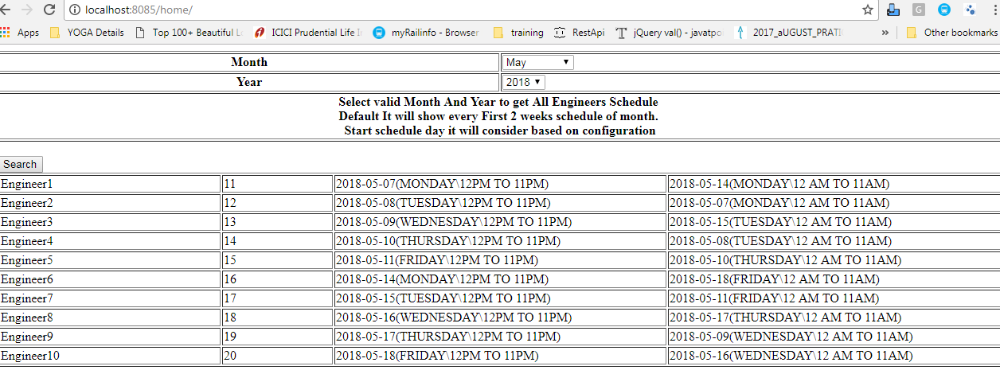 localhost:8085/home/
Apps YOGA Details Top 100+ Beautiful L ICICI Prudential Life I myRailinfo - Browser training RestApi jQuery val() - javatpo 2017_aUGUST_PRATI » Other bookmarks
Month May
Year 2018
Select valid Month And Year to get All Engineers Schedule
Default It will show every First 2 weeks schedule of month.
Start schedule day it will consider based on configuration
Search
Engineer1 11 2018-05-07(MONDAY\12PM TO 11PM) 2018-05-14(MONDAY\12 AM TO 11AM)
Engineer2 12 2018-05-08(TUESDAY\12PM TO 11PM) 2018-05-07(MONDAY\12 AM TO 11AM)
Engineer3 13 2018-05-09(WEDNESDAY\12PM TO 11PM) 2018-05-15(TUESDAY\12 AM TO 11AM)
Engineer4 14 2018-05-10(THURSDAY\12PM TO 11PM) 2018-05-08(TUESDAY\12 AM TO 11AM)
Engineer5 15 2018-05-11(FRIDAY\12PM TO 11PM) 2018-05-10(THURSDAY\12 AM TO 11AM)
Engineer6 16 2018-05-14(MONDAY\12PM TO 11PM) 2018-05-18(FRIDAY\12 AM TO 11AM)
Engineer7 17 2018-05-15(TUESDAY\12PM TO 11PM) 2018-05-11(FRIDAY\12 AM TO 11AM)
Engineer8 18 2018-05-16(WEDNESDAY\12PM TO 11PM) 2018-05-17(THURSDAY\12 AM TO 11AM)
Engineer9 19 2018-05-17(THURSDAY\12PM TO 11PM) 2018-05-09(WEDNESDAY\12 AM TO 11AM)
Engineer10 20 2018-05-18(FRIDAY\12PM TO 11PM) 2018-05-16(WEDNESDAY\12 AM TO 11AM)